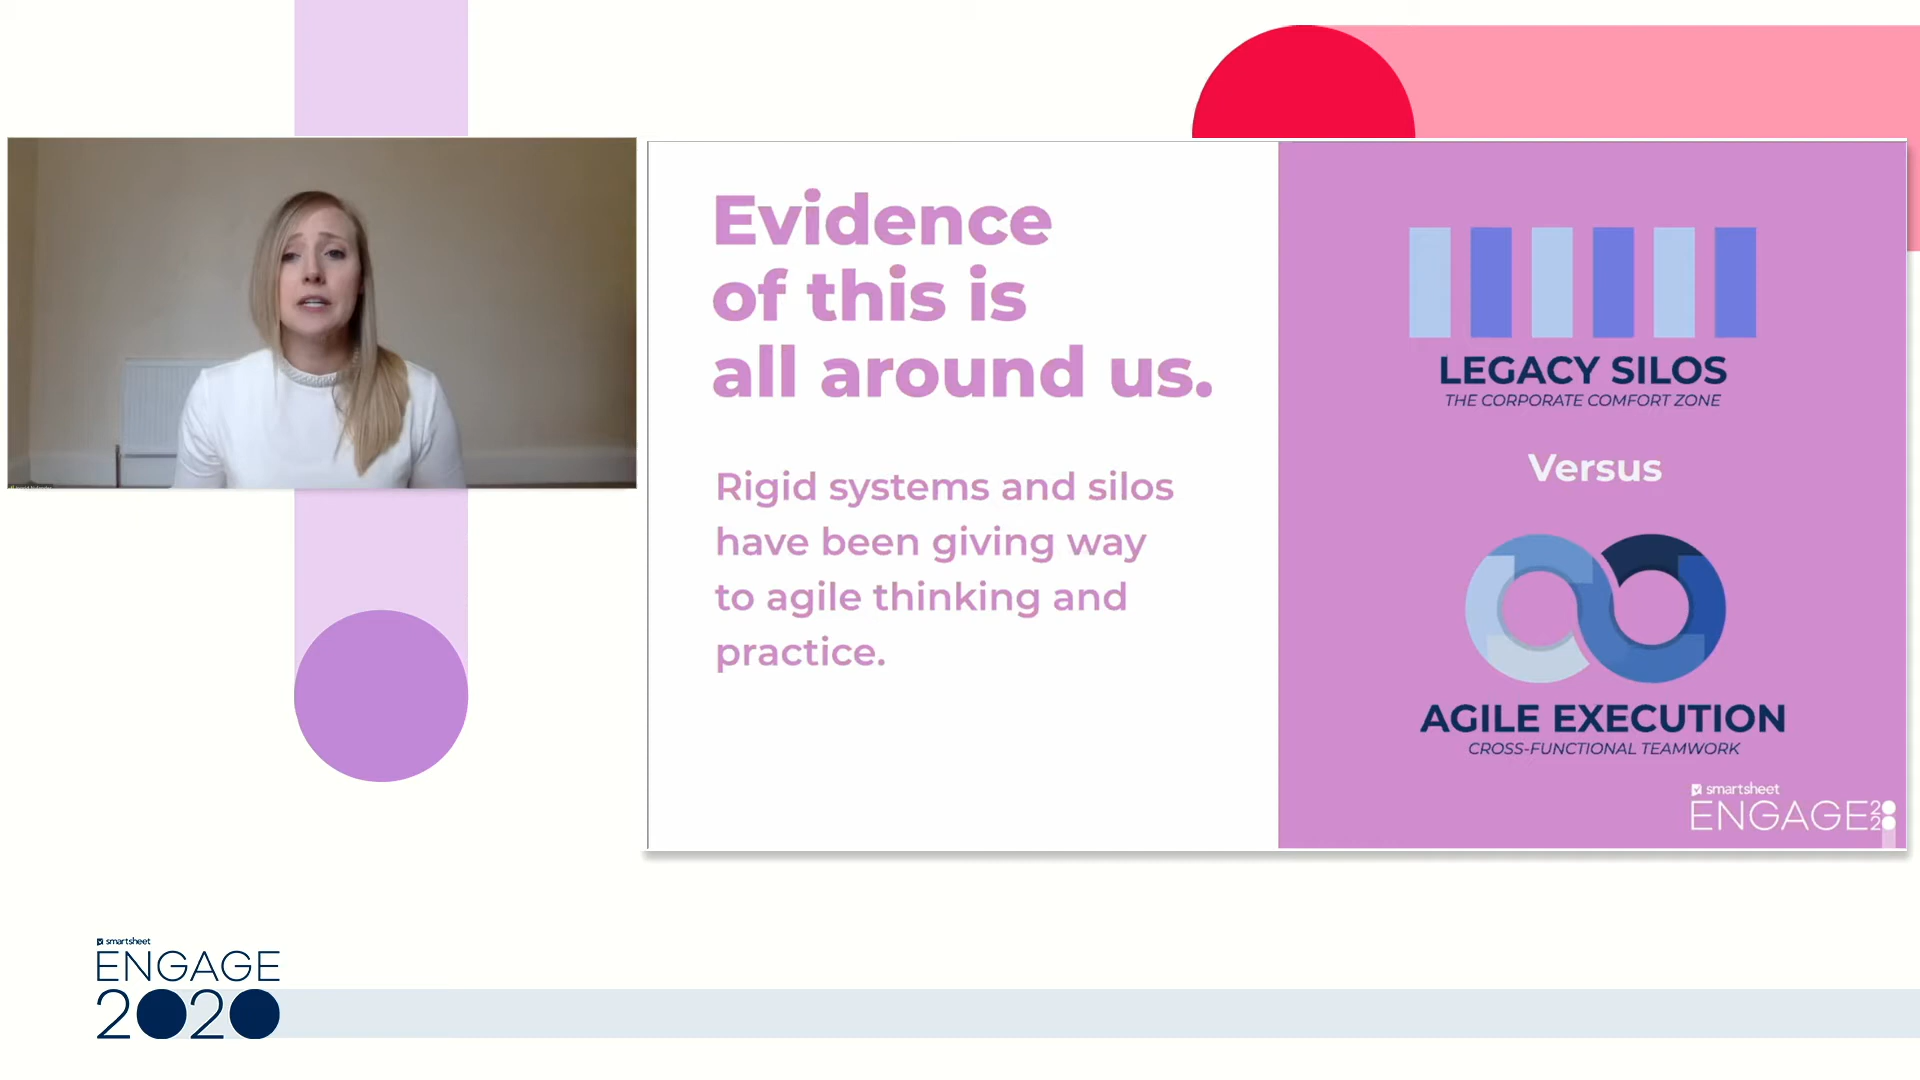 Evidence
of this is
all around us.
Rigid systems and silos
have been giving way
to agile thinking and
practice.
LEGACY SILOS
THE CORPORATE COMFORT ZONE
Versus
AGILE EXECUTION
CROSS-FUNCTIONAL TEAMWORK
smartsheet
ENGAGE 2020
smartsheet
ENGAGE
2020